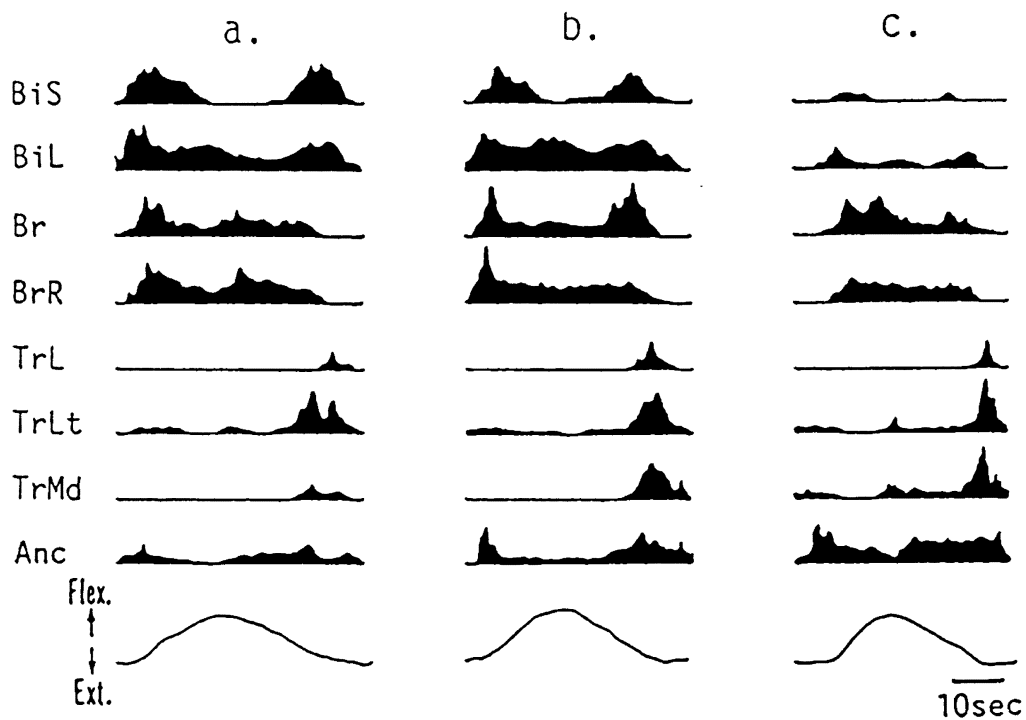 a. b. c.
BiS
BiL
Br
BrR
TrL
TrLt
TrMd
Anc
Flex.
Ext.
10sec